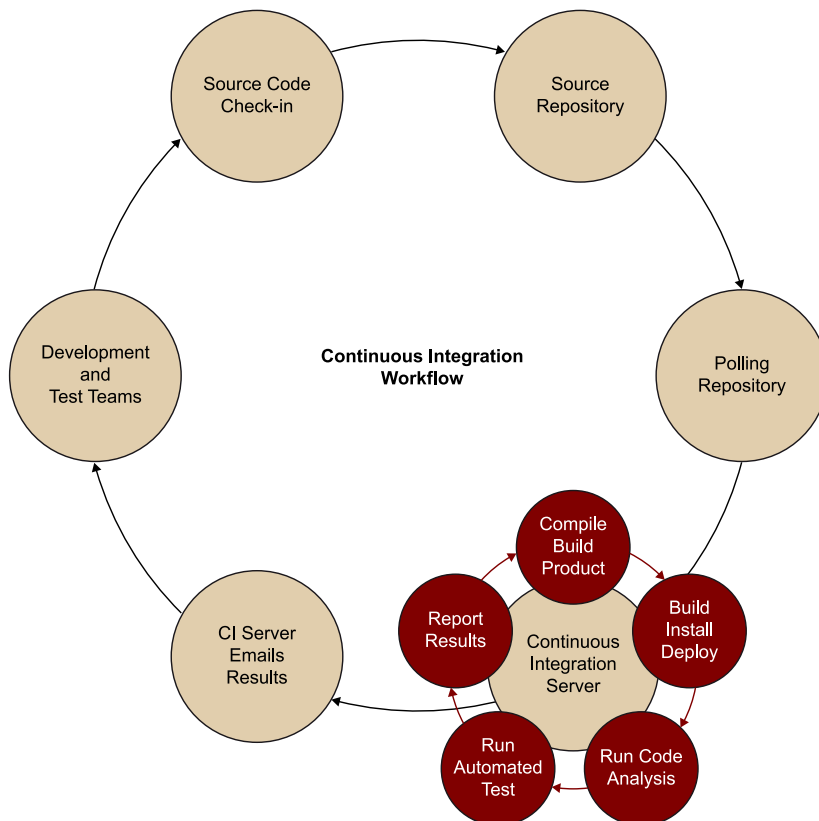 Source Code
Check-in
Source
Repository
Development
and
Test Teams
Continuous Integration
Workflow
Polling
Repository
Compile
Build
Product
Report
Results
Build
Install
Deploy
CI Server
Emails
Results
Continuous
Integration
Server
Run
Automated
Test
Run Code
Analysis